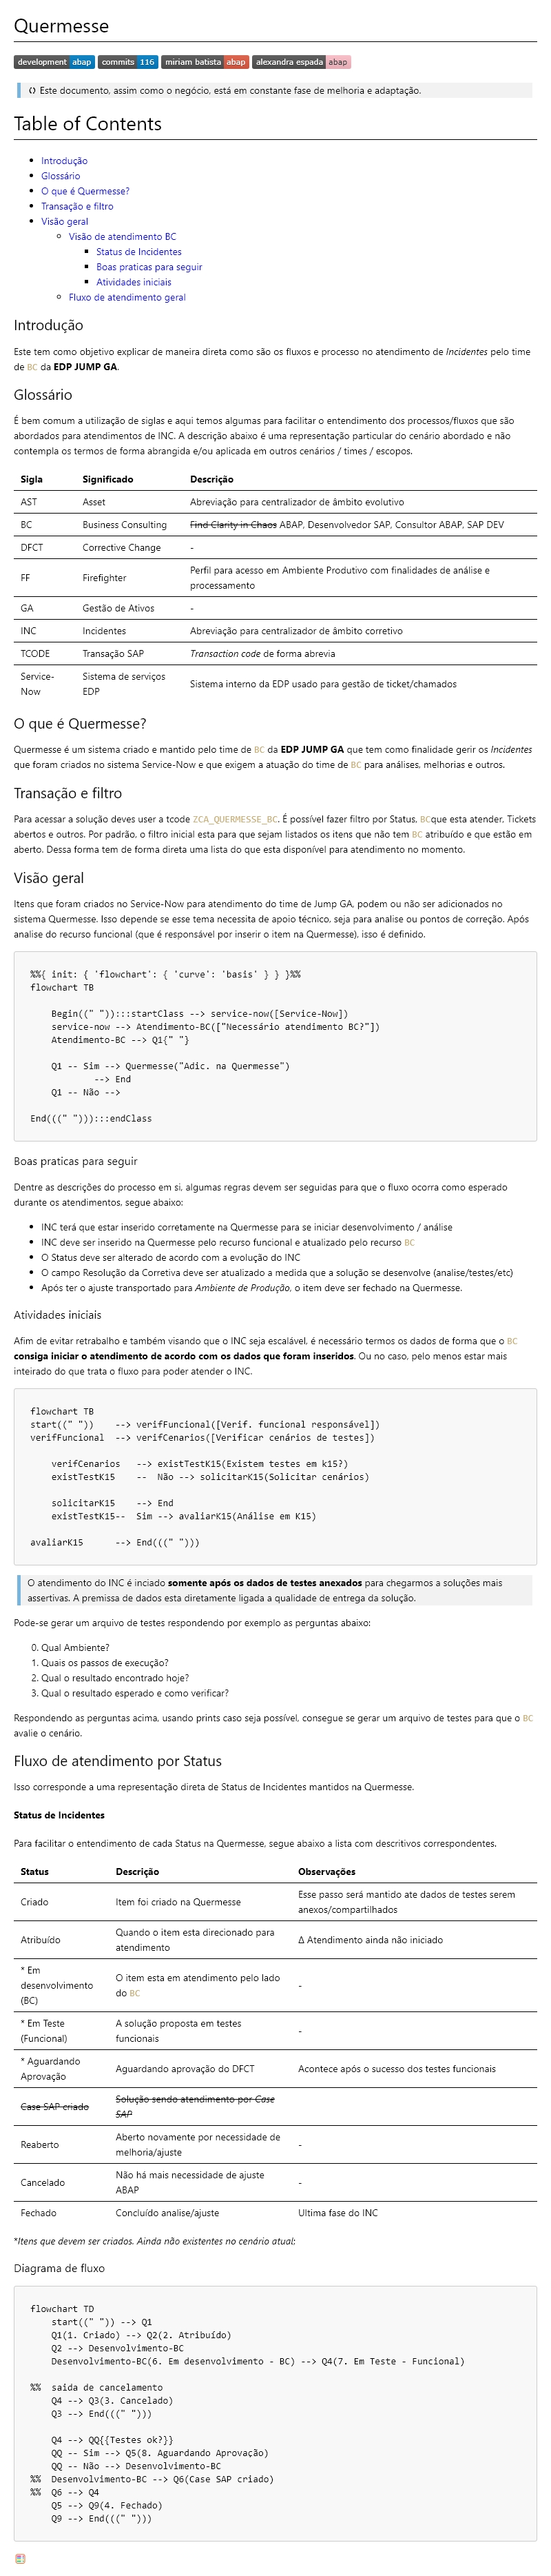 Quermesse
development abap commits 116 miriam batista abap alexandra espada abap
Este documento, assim como o negócio, está em constante fase de melhoria e adaptação.
Table of Contents
Introdução
Glossário
O que é Quermesse?
Transação e filtro
Visão geral
Visão de atendimento BC
Status de Incidentes
Boas praticas para seguir
Atividades iniciais
Fluxo de atendimento geral
Introdução
Este tem como objetivo explicar de maneira direta como são os fluxos e processo no atendimento de Incidentes pelo time
de BC da EDP JUMP GA.
Glossário
É bem comum a utilização de siglas e aqui temos algumas para facilitar o entendimento dos processos/fluxos que são
abordados para atendimentos de INC. A descrição abaixo é uma representação particular do cenário abordado e não
contempla os termos de forma abrangida e/ou aplicada em outros cenários / times / escopos.
Sigla Significado Descrição
AST Asset Abreviação para centralizador de âmbito evolutivo
BC Business Consulting Find Clarity in Chaos ABAP, Desenvolvedor SAP, Consultor ABAP, SAP DEV
DFCT Corrective Change -
FF Firefighter Perfil para acesso em Ambiente Produtivo com finalidades de análise e
processamento
GA Gestão de Ativos -
INC Incidentes Abreviação para centralizador de âmbito corretivo
TCODE Transação SAP Transaction code de forma abrevia
Service- Sistema de serviços Sistema interno da EDP usado para gestão de ticket/chamados
Now EDP
O que é Quermesse?
Quermesse é um sistema criado e mantido pelo time de BC da EDP JUMP GA que tem como finalidade gerir os Incidentes
que foram criados no sistema Service-Now e que exigem a atuação do time de BC para análises, melhorias e outros.
Transação e filtro
Para acessar a solução deves user a tcode ZCA_QUERMESSE_BC. É possível fazer filtro por Status, BCque esta atender, Tickets
abertos e outros. Por padrão, o filtro inicial esta para que sejam listados os itens que não tem BC atribuído e que estão em
aberto. Dessa forma tem de forma direta uma lista do que esta disponível para atendimento no momento.
Visão geral
Itens que foram criados no Service-Now para atendimento do time de Jump GA, podem ou não ser adicionados no
sistema Quermesse. Isso depende se esse tema necessita de apoio técnico, seja para analise ou pontos de correção. Após
analise do recurso funcional (que é responsável por inserir o item na Quermesse), isso é definido.
%%{ init: { 'flowchart': { 'curve': 'basis' } } }%%
flowchart TB
Begin((" ")):::startClass --> service-now([Service-Now])
service-now --> Atendimento-BC(["Necessário atendimento BC?"])
Atendimento-BC --> Q1{" "}
Q1 -- Sim --> Quermesse("Adic. na Quermesse")
--> End
Q1 -- Não -->
End(((" "))):::endClass
Boas praticas para seguir
Dentre as descrições do processo em si, algumas regras devem ser seguidas para que o fluxo ocorra como esperado
durante os atendimentos, segue abaixo:
INC terá que estar inserido corretamente na Quermesse para se iniciar desenvolvimento / análise
INC deve ser inserido na Quermesse pelo recurso funcional e atualizado pelo recurso BC
O Status deve ser alterado de acordo com a evolução do INC
O campo Resolução da Corretiva deve ser atualizado a medida que a solução se desenvolve (analise/testes/etc)
Após ter o ajuste transportado para Ambiente de Produção, o item deve ser fechado na Quermesse.
Atividades iniciais
Afim de evitar retrabalho e também visando que o INC seja escalável, é necessário termos os dados de forma que o BC
consiga iniciar o atendimento de acordo com os dados que foram inseridos. Ou no caso, pelo menos estar mais
inteirado do que trata o fluxo para poder atender o INC.
flowchart TB
start((" ")) --> verifFuncional([Verif. funcional responsável])
verifFuncional --> verifCenarios([Verificar cenários de testes])
verifCenarios --> existTestK15(Existem testes em k15?)
existTestK15 -- Não --> solicitarK15(Solicitar cenários)
solicitarK15 --> End
existTestK15-- Sim --> avaliarK15(Análise em K15)
avaliarK15 --> End(((" ")))
O atendimento do INC é inciado somente após os dados de testes anexados para chegarmos a soluções mais
assertivas. A premissa de dados esta diretamente ligada a qualidade de entrega da solução.
Pode-se gerar um arquivo de testes respondendo por exemplo as perguntas abaixo:
0. Qual Ambiente?
1. Quais os passos de execução?
2. Qual o resultado encontrado hoje?
3. Qual o resultado esperado e como verificar?
Respondendo as perguntas acima, usando prints caso seja possível, consegue se gerar um arquivo de testes para que o BC
avalie o cenário.
Fluxo de atendimento por Status
Isso corresponde a uma representação direta de Status de Incidentes mantidos na Quermesse.
Status de Incidentes
Para facilitar o entendimento de cada Status na Quermesse, segue abaixo a lista com descritivos correspondentes.
Status Descrição Observações
Criado Item foi criado na Quermesse Esse passo será mantido ate dados de testes serem
anexos/compartilhados
Atribuído Quando o item esta direcionado para
atendimento Δ Atendimento ainda não iniciado
* Em
desenvolvimento
(BC) O item esta em atendimento pelo lado
do BC -
* Em Teste
(Funcional) A solução proposta em testes
funcionais -
* Aguardando
Aprovação Aguardando aprovação do DFCT Acontece após o sucesso dos testes funcionais
Case SAP criado Solução sendo atendimento por Case
SAP
Reaberto Aberto novamente por necessidade de
melhoria/ajuste -
Cancelado Não há mais necessidade de ajuste
ABAP -
Fechado Concluído analise/ajuste Ultima fase do INC
*Itens que devem ser criados. Ainda não existentes no cenário atual;
Diagrama de fluxo
flowchart TD
start((" ")) --> Q1
Q1(1. Criado) --> Q2(2. Atribuído)
Q2 --> Desenvolvimento-BC
Desenvolvimento-BC(6. Em desenvolvimento - BC) --> Q4(7. Em Teste - Funcional)
%% saida de cancelamento
Q4 --> Q3(3. Cancelado)
Q3 --> End(((" ")))
Q4 --> QQ{{Testes ok?}}
QQ -- Sim --> Q5(8. Aguardando Aprovação)
QQ -- Não --> Desenvolvimento-BC
%% Desenvolvimento-BC --> Q6(Case SAP criado)
%% Q6 --> Q4
Q5 --> Q9(4. Fechado)
Q9 --> End(((" ")))